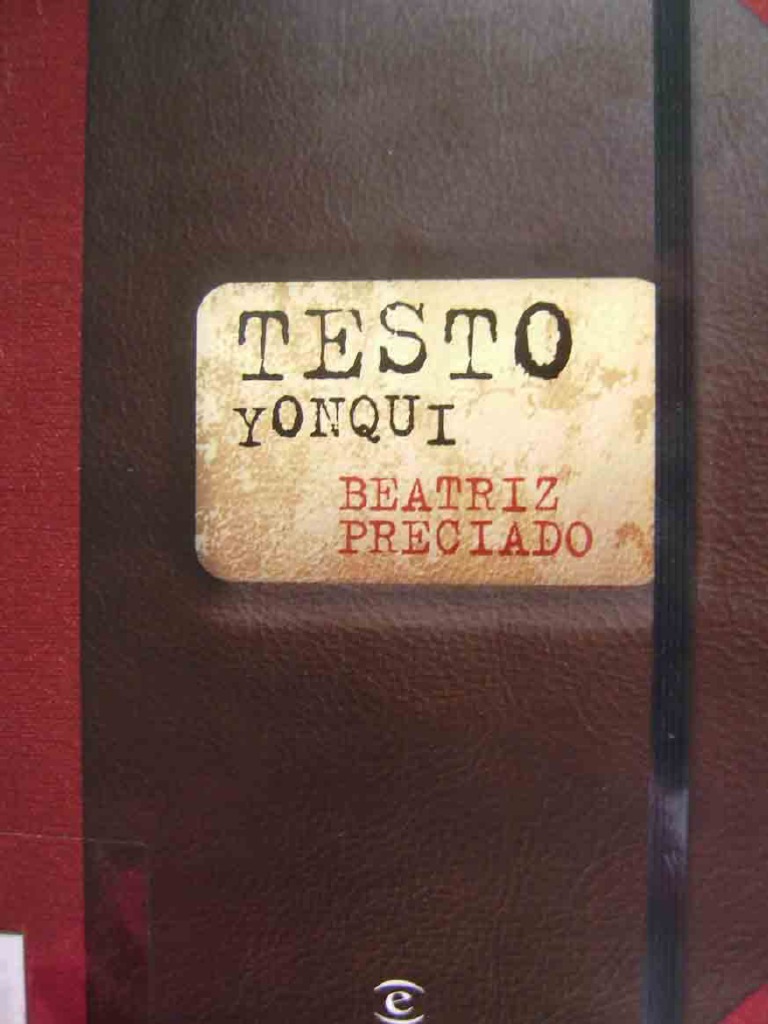 TESTO
YONQUI
BEATRIZ
PRECIADO
e